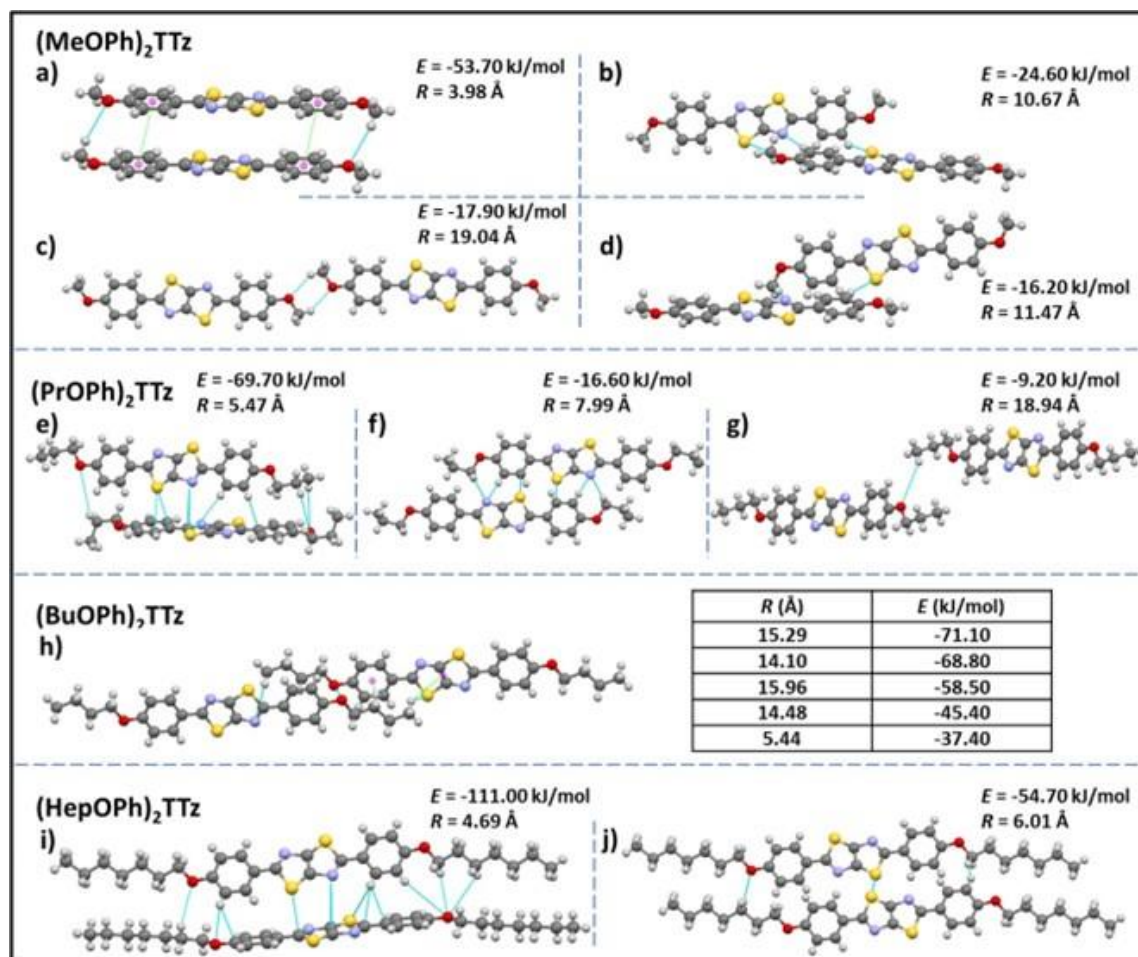 (MeOPh)₂TTz
a)
E = -53.70 kJ/mol
R = 3.98 Å
b)
E = -24.60 kJ/mol
R = 10.67 Å
c)
E = -17.90 kJ/mol
R = 19.04 Å
d)
E = -16.20 kJ/mol
R = 11.47 Å
(PrOPh)₂TTz
e)
E = -69.70 kJ/mol
R = 5.47 Å
f)
E = -16.60 kJ/mol
R = 7.99 Å
g)
E = -9.20 kJ/mol
R = 18.94 Å
(BuOPh)₂TTz
h)
R (Å) E (kJ/mol)
15.29 -71.10
14.10 -68.80
15.96 -58.50
14.48 -45.40
5.44 -37.40
(HepOPh)₂TTz
i)
E = -111.00 kJ/mol
R = 4.69 Å
j)
E = -54.70 kJ/mol
R = 6.01 Å